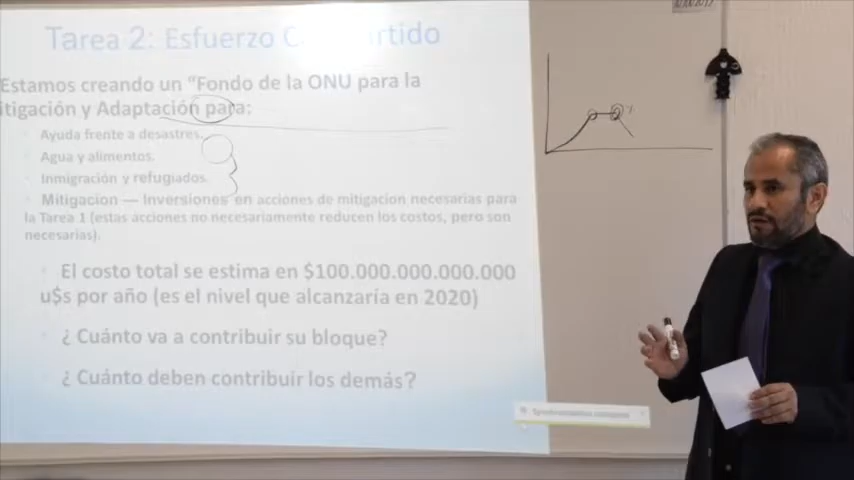 Tarea 2: Esfuerzo C rtido
Estamos creando un “Fondo de la ONU para la
itigación y Adaptación para:
Ayuda frente a desastres.
Agua y alimentos.
Inmigración y refugiados.
Mitigacion — Inversiones en acciones de mitigacion necesarias para
la Tarea 1 (estas acciones no necesariamente reducen los costos, pero son
necesarias).
El costo total se estima en $100.000.000.000.000
u$s por año (es el nivel que alcanzaría en 2020)
¿ Cuánto va a contribuir su bloque?
¿ Cuánto deben contribuir los demás?